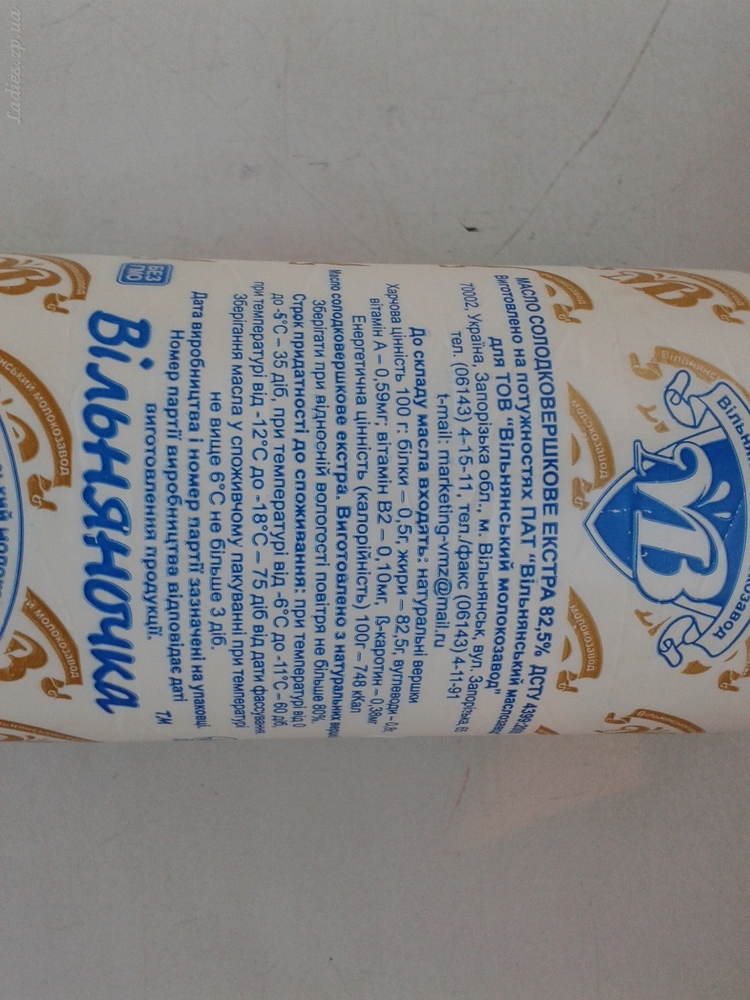 МАСЛО СОЛОДКОВЕРШКОВЕ ЕКСТРА 82,5% ДСТУ 4399:
Виготовлено на потужностях ПАТ "Вільнянський
для ТОВ "Вільнянський молокозавод"
70002, Україна, Запорізька обл., м. Вільнянськ, вул. Запорізька,
тел. (06143) 4-15-11, тел./факс (06143) 4-11-91
t-mail: marketing-vmz@mail.ru
До складу масла входять: натуральні вершки
Харчова цінність 100 г: білки – 0,5г, жири – 82,5г, вуглеводи –
вітамін А – 0,59мг; вітамін В2 – 0,10мг, ß-каротин – 0,38мг
Енергетична цінність (калорійність) 100г – 748 кКал
Масло солодковершкове екстра. Виготовлено з натуральних
Зберігати при відносній вологості повітря не більше 80%
Строк придатності до споживання: при температурі від 0
до -5°С – 35 діб, при температурі від -6°С до -11°С – 60 діб,
при температурі від -12°С до -18°С – 75 діб від дати фасування
Зберігання масла у споживчому пакуванні при температурі
не вище 6°С не більше 3 діб.
Дата виробництва і номер партії зазначені на упаковці.
Номер партії виробництва відповідає даті
виготовлення продукції.
ТМ
Вільняночка
БЕЗ
ГМО
молокозавод
молокозавод
молокозавод
молокозавод
VB
Ladies.zp.ua